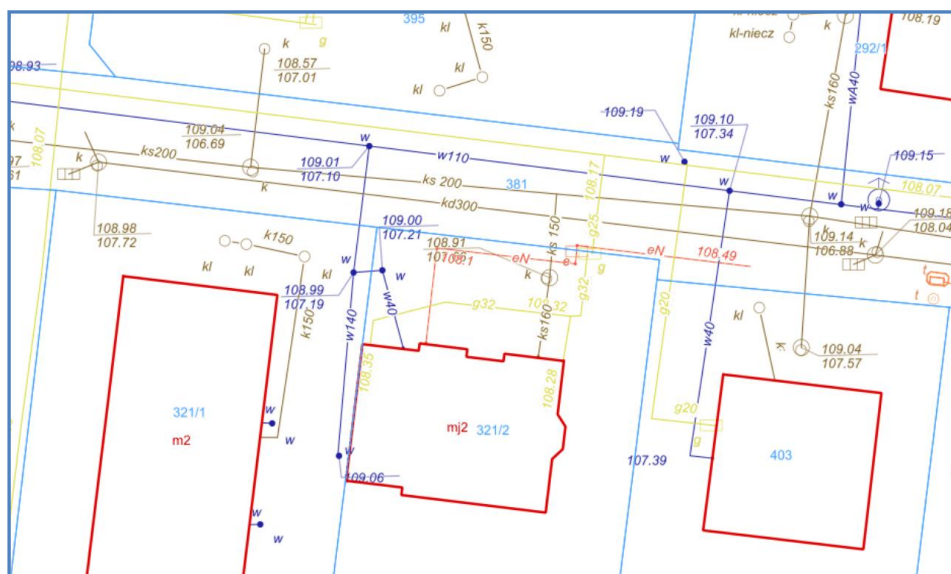 395
kl
k150
kl-niecz
k
108.19
g
k
kl
292/1
108.57
107.01
kl
108.93
ks160
wA40
109.19
109.10
107.34
109.04
106.69
w
w110
w
109.15
108.07
ks200
k
109.01
107.10
ks 200
381
108.17
w
w
108.07
k
kd300
109.00
107.21
108.98
107.72
k150
kl
kl
kl
w
108.91
ks 150
g25
eN
e
g
eN
108.49
k
109.14
106.88
k
109.18
108.04
108.99
107.19
k
t
t
g32
g32
g20
w40
w140
w40
k150
ks160
kl
k
109.04
107.57
108.35
108.28
321/1
m2
w
w
mj2
321/2
g20
g
w
109.06
107.39
403
w
w